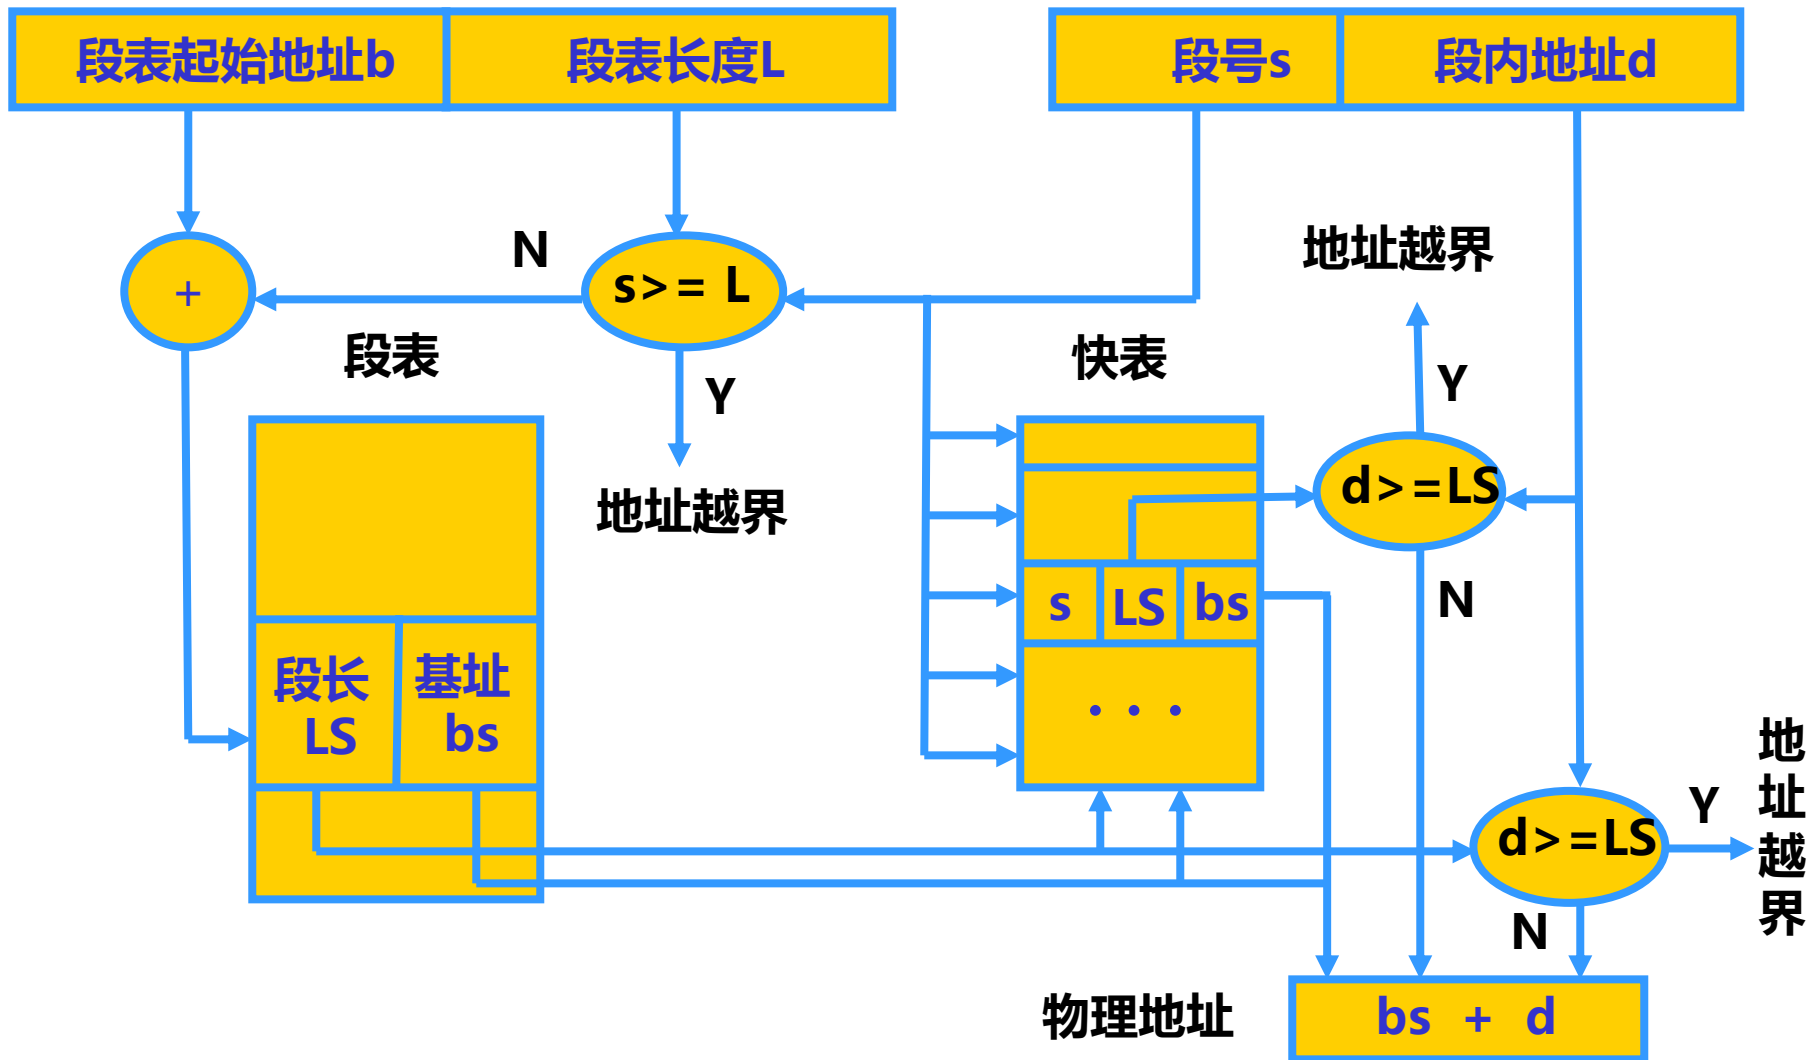 段表起始地址b
段表长度L
段号s
段内地址d
+
N
s>= L
地址越界
段表
Y
快表
Y
地址越界
d>=LS
N
s
LS
bs
段长
LS
基址
bs
• • •
地址越界
Y
d>=LS
N
物理地址
bs + d